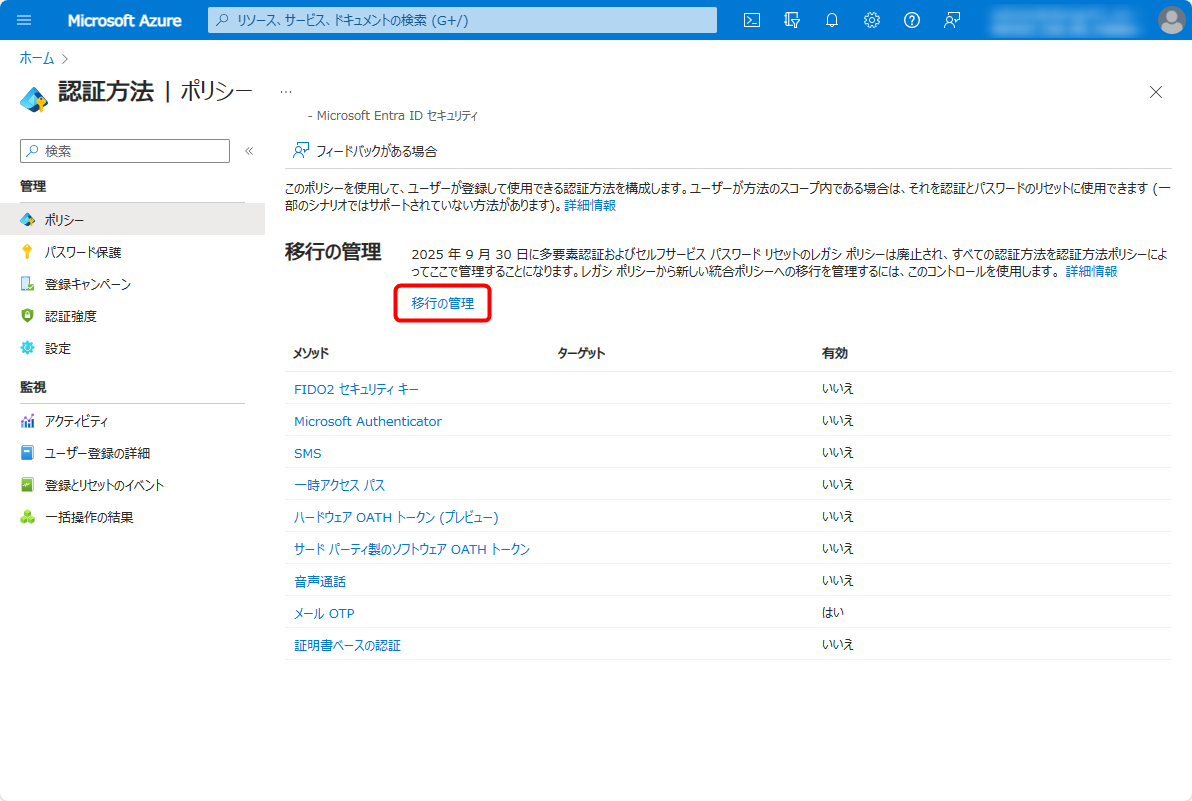 Microsoft Azure
リソース、サービス、ドキュメントの検索 (G+/)
ホーム
認証方法 | ポリシー
- Microsoft Entra ID セキュリティ
検索
フィードバックがある場合
管理
ポリシー
パスワード保護
登録キャンペーン
認証強度
設定
監視
アクティビティ
ユーザー登録の詳細
登録とリセットのイベント
一括操作の結果
このポリシーを使用して、ユーザーが登録して使用できる認証方法を構成します。ユーザーが方法のスコープ内である場合は、それを認証とパスワードのリセットに使用できます (一
部のシナリオではサポートされていない方法があります)。詳細情報
移行の管理
2025 年 9 月 30 日に多要素認証およびセルフサービス パスワード リセットのレガシ ポリシーは廃止され、すべての認証方法を認証方法ポリシーによ
ってここで管理することになります。レガシ ポリシーから新しい統合ポリシーへの移行を管理するには、このコントロールを使用します。 詳細情報
移行の管理
メソッド ターゲット 有効
FIDO2 セキュリティ キー いいえ
Microsoft Authenticator いいえ
SMS いいえ
一時アクセス パス いいえ
ハードウェア OATH トークン (プレビュー) いいえ
サード パーティ製のソフトウェア OATH トークン いいえ
音声通話 いいえ
メール OTP はい
証明書ベースの認証 いいえ